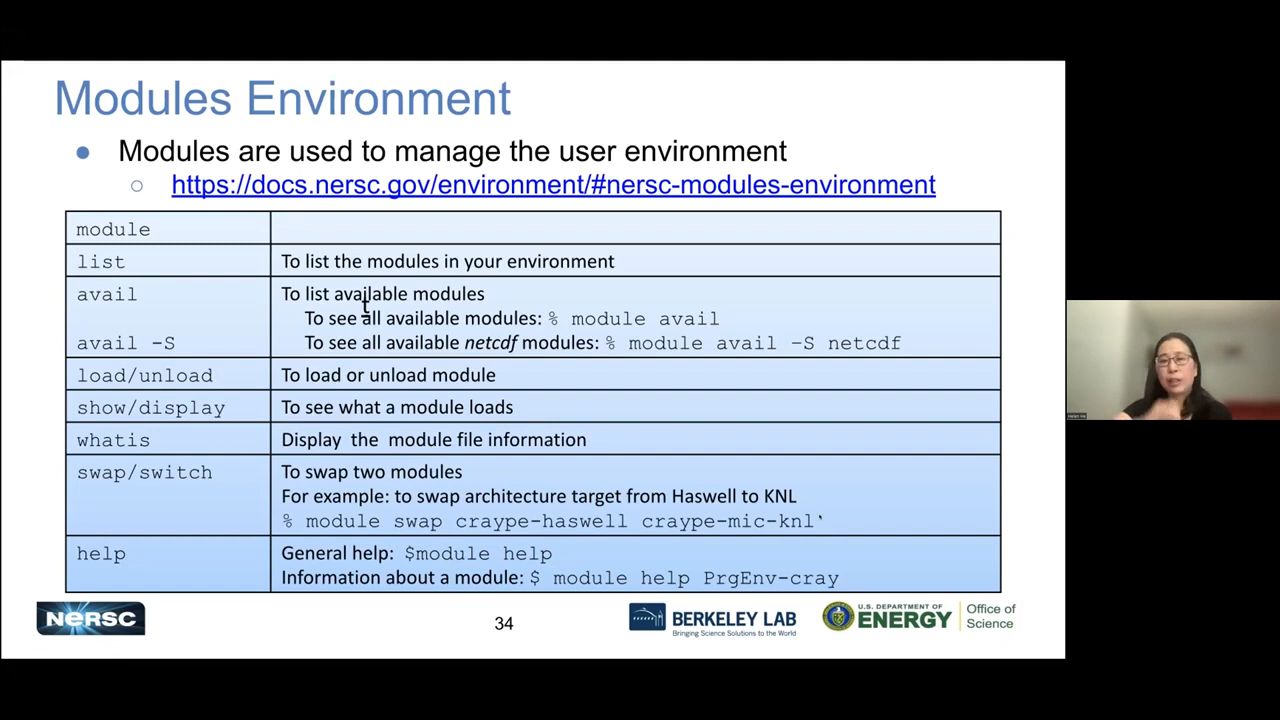 Modules Environment
● Modules are used to manage the user environment
○ https://docs.nersc.gov/environment/#nersc-modules-environment
module
list To list the modules in your environment
avail To list available modules
To see all available modules: % module avail
avail -S To see all available netcdf modules: % module avail –S netcdf
load/unload To load or unload module
show/display To see what a module loads
whatis Display the module file information
swap/switch To swap two modules
For example: to swap architecture target from Haswell to KNL
% module swap craype-haswell craype-mic-knl`
help General help: $module help
Information about a module: $ module help PrgEnv-cray
NERSC
34
BERKELEY LAB
Bringing Science Solutions to the World
U.S. DEPARTMENT OF
ENERGY
Office of
Science